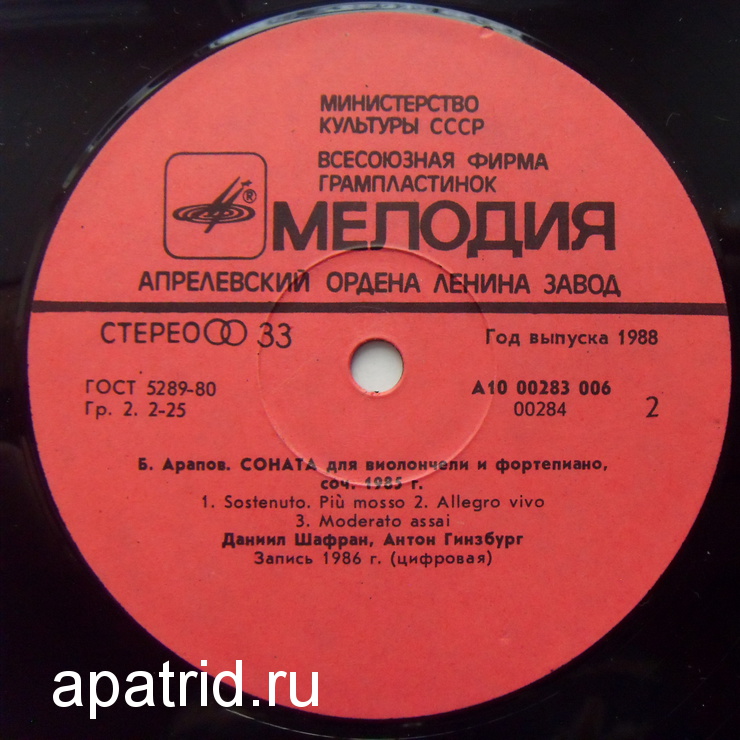 МИНИСТЕРСТВО
КУЛЬТУРЫ СССР
ВСЕСОЮЗНАЯ ФИРМА
ГРАМПЛАСТИНОК
®
МЕЛОДИЯ
АПРЕЛЕВСКИЙ ОРДЕНА ЛЕНИНА ЗАВОД
СТЕРЕО 33
Год выпуска 1988
ГОСТ 5289-80
Гр. 2. 2-25
А10 00283 006
00284
2
Б. Арапов. СОНАТА для виолончели и фортепиано,
соч. 1985 г.
1. Sostenuto. Più mosso 2. Allegro vivo
3. Moderato assai
Даниил Шафран, Антон Гинзбург
Запись 1986 г. (цифровая)
apatrid.ru